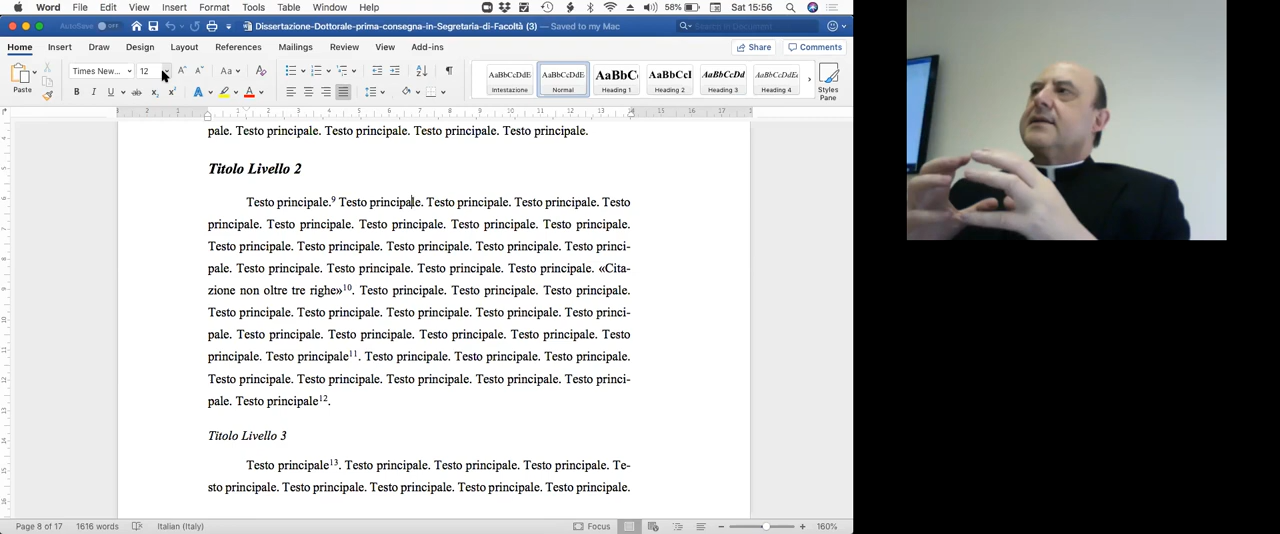 Word File Edit View Insert Format Tools Table Window Help 58% Sat 15:56
AutoSave OFF Dissertazione-Dottorale-prima-consegna-in-Segretaria-di-Facoltà (3) — Saved to my Mac
Home Insert Draw Design Layout References Mailings Review View Add-ins Share Comments
Paste Times New... 12 Aa
B I U x₂ x² A A
AaBbCcDdE AaBbCcDdE AaBbC AaBbCcI AaBbCcDd AaBbCcDdE
Intestazione Normal Heading 1 Heading 2 Heading 3 Heading 4 Styles Pane
pale. Testo principale. Testo principale. Testo principale. Testo principale.
Titolo Livello 2
Testo principale.⁹ Testo principale. Testo principale. Testo principale. Testo
principale. Testo principale. Testo principale. Testo principale. Testo principale.
Testo principale. Testo principale. Testo principale. Testo principale. Testo princi-
pale. Testo principale. Testo principale. Testo principale. Testo principale. «Cita-
zione non oltre tre righe»¹⁰. Testo principale. Testo principale. Testo principale.
Testo principale. Testo principale. Testo principale. Testo principale. Testo princi-
pale. Testo principale. Testo principale. Testo principale. Testo principale. Testo
principale. Testo principale¹¹. Testo principale. Testo principale. Testo principale.
Testo principale. Testo principale. Testo principale. Testo principale. Testo princi-
pale. Testo principale¹².
Titolo Livello 3
Testo principale¹³. Testo principale. Testo principale. Testo principale. Te-
sto principale. Testo principale. Testo principale. Testo principale. Testo principale.
Page 8 of 17 1616 words Italian (Italy) Focus 160%